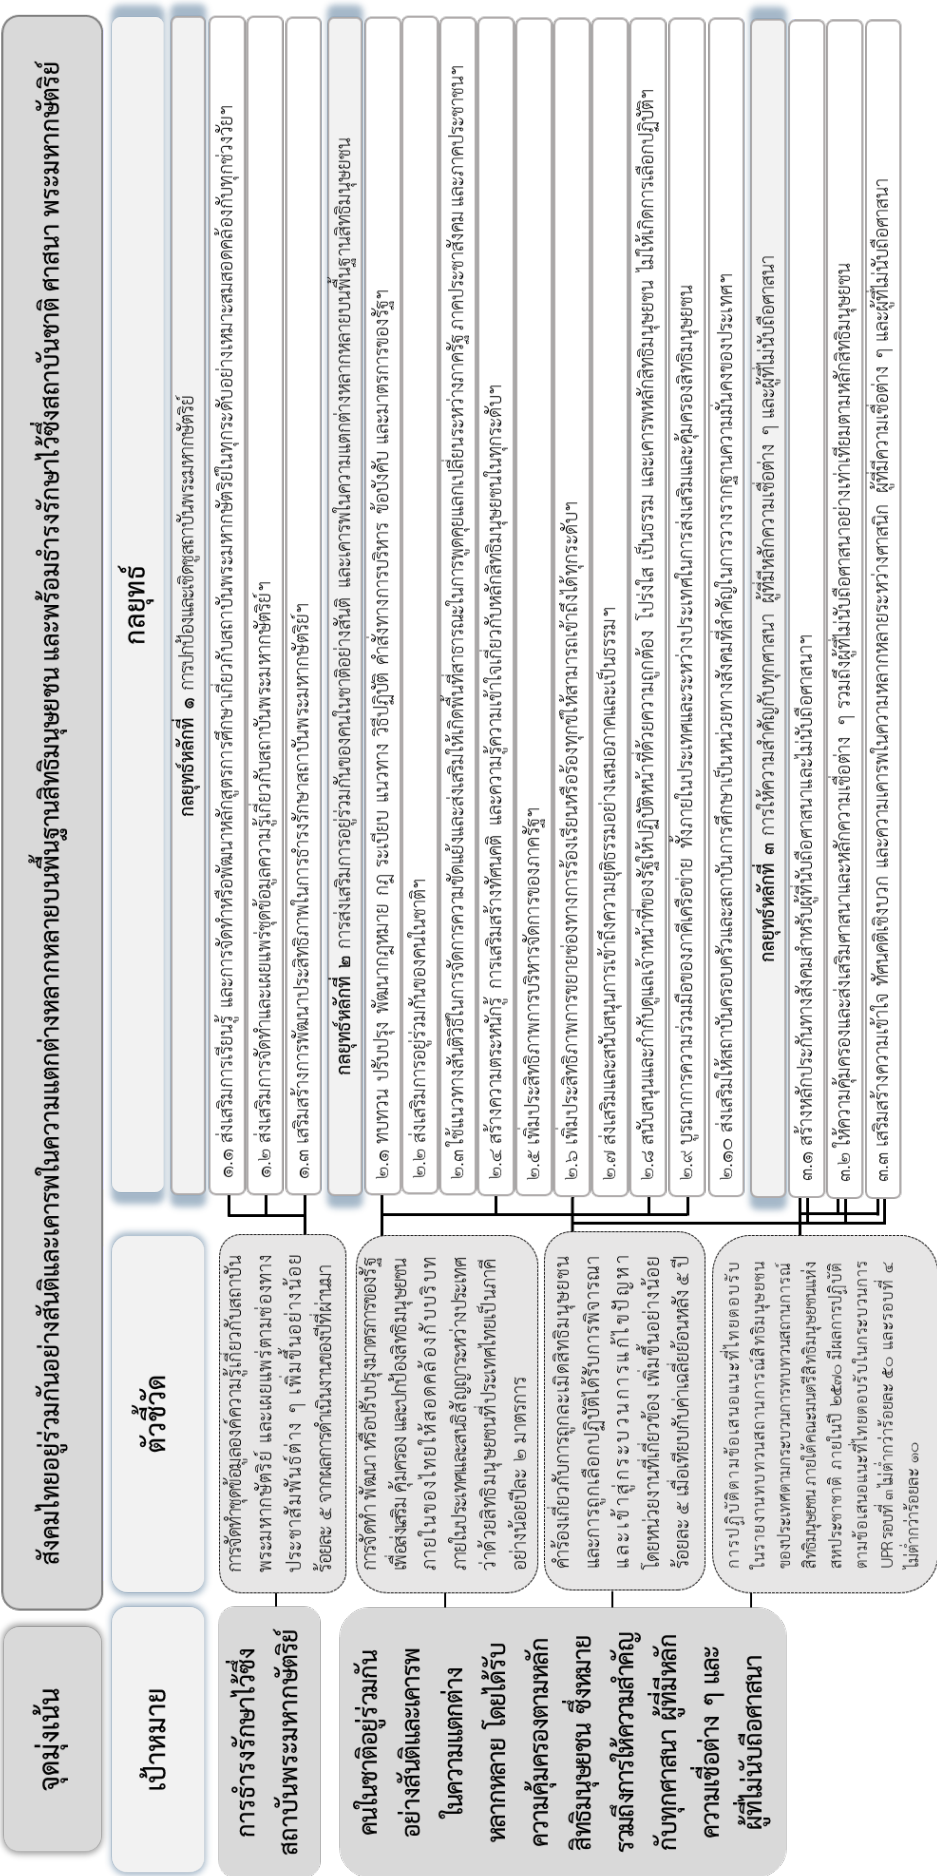 จุดมุ่งเน้น
สังคมไทยอยู่ร่วมกันอย่างสันติและเคารพในความแตกต่างหลากหลายบนพื้นฐานสิทธิมนุษยชน และพร้อมธำรงรักษาไว้ซึ่งสถาบันชาติ ศาสนา พระมหากษัตริย์
เป้าหมาย
ตัวชี้วัด
กลยุทธ์
การธำรงรักษาไว้ซึ่ง
สถาบันพระมหากษัตริย์
การจัดทำชุดข้อมูลองค์ความรู้เกี่ยวกับสถาบัน
พระมหากษัตริย์ และเผยแพร่ตามช่องทาง
ประชาสัมพันธ์ต่าง ๆ เพิ่มขึ้นอย่างน้อย
ร้อยละ ๕ จากผลการดำเนินงานของปีที่ผ่านมา
กลยุทธ์หลักที่ ๑ การปกป้องและเชิดชูสถาบันพระมหากษัตริย์
๑.๑ ส่งเสริมการเรียนรู้ และการจัดทำหรือพัฒนาหลักสูตรการศึกษาเกี่ยวกับสถาบันพระมหากษัตริย์ในทุกระดับอย่างเหมาะสมสอดคล้องกับทุกช่วงวัยฯ
๑.๒ ส่งเสริมการจัดทำและเผยแพร่ชุดข้อมูลความรู้เกี่ยวกับสถาบันพระมหากษัตริย์ฯ
๑.๓ เสริมสร้างการพัฒนาประสิทธิภาพในการธำรงรักษาสถาบันพระมหากษัตริย์ฯ
คนในชาติอยู่ร่วมกัน
อย่างสันติและเคารพ
ในความแตกต่าง
หลากหลาย โดยได้รับ
ความคุ้มครองตามหลัก
สิทธิมนุษยชน ซึ่งหมาย
รวมถึงการให้ความสำคัญ
กับทุกศาสนา ผู้ที่มีหลัก
ความเชื่อต่าง ๆ และ
ผู้ที่ไม่นับถือศาสนา
การจัดทำ พัฒนา หรือปรับปรุงมาตรการของรัฐ
เพื่อส่งเสริม คุ้มครอง และปกป้องสิทธิมนุษยชน
ภายในของไทยให้สอดคล้องกับบริบท
ภายในประเทศและสนธิสัญญาระหว่างประเทศ
ว่าด้วยสิทธิมนุษยชนที่ประเทศไทยเป็นภาคี
อย่างน้อยปีละ ๒ มาตรการ
คำร้องเกี่ยวกับการถูกละเมิดสิทธิมนุษยชน
และการถูกเลือกปฏิบัติได้รับการพิจารณา
และเข้าสู่กระบวนการแก้ไขปัญหา
โดยหน่วยงานที่เกี่ยวข้อง เพิ่มขึ้นอย่างน้อย
ร้อยละ ๕ เมื่อเทียบกับค่าเฉลี่ยย้อนหลัง ๕ ปี
การปฏิบัติตามข้อเสนอแนะที่ไทยตอบรับ
ในรายงานทบทวนสถานการณ์สิทธิมนุษยชน
ของประเทศตามกระบวนการทบทวนสถานการณ์
สิทธิมนุษยชน ภายใต้คณะมนตรีสิทธิมนุษยชนแห่ง
สหประชาชาติ ภายในปี ๒๕๗๐ มีผลการปฏิบัติ
ตามข้อเสนอแนะที่ไทยตอบรับในกระบวนการ
UPR รอบที่ ๓ ไม่ต่ำกว่าร้อยละ ๕๐ และรอบที่ ๔
ไม่ต่ำกว่าร้อยละ ๓๐
กลยุทธ์หลักที่ ๒ การส่งเสริมการอยู่ร่วมกันของคนในชาติอย่างสันติ และเคารพในความแตกต่างหลากหลายบนพื้นฐานสิทธิมนุษยชน
๒.๑ ทบทวน ปรับปรุง พัฒนากฎหมาย กฎ ระเบียบ แนวทาง วิธีปฏิบัติ คำสั่งทางการบริหาร ข้อบังคับ และมาตรการของรัฐฯ
๒.๒ ส่งเสริมการอยู่ร่วมกันของคนในชาติฯ
๒.๓ ใช้แนวทางสันติวิธีในการจัดการความขัดแย้งและส่งเสริมให้เกิดพื้นที่สาธารณะในการพูดคุยแลกเปลี่ยนระหว่างภาครัฐ ภาคประชาสังคม และภาคประชาชนฯ
๒.๔ สร้างความตระหนักรู้ การเสริมสร้างทัศนคติ และความรู้ความเข้าใจเกี่ยวกับหลักสิทธิมนุษยชนในทุกระดับฯ
๒.๕ เพิ่มประสิทธิภาพการบริหารจัดการของภาครัฐฯ
๒.๖ เพิ่มประสิทธิภาพการขยายช่องทางการร้องเรียนหรือร้องทุกข์ให้สามารถเข้าถึงได้ทุกระดับฯ
๒.๗ ส่งเสริมและสนับสนุนการเข้าถึงความยุติธรรมอย่างเสมอภาคและเป็นธรรมฯ
๒.๘ สนับสนุนและกำกับดูแลเจ้าหน้าที่ของรัฐให้ปฏิบัติหน้าที่ด้วยความถูกต้อง โปร่งใส เป็นธรรม และเคารพหลักสิทธิมนุษยชน ไม่ให้เกิดการเลือกปฏิบัติฯ
๒.๙ บูรณาการความร่วมมือของภาคีเครือข่าย ทั้งภายในประเทศและระหว่างประเทศในการส่งเสริมและคุ้มครองสิทธิมนุษยชน
๒.๑๐ ส่งเสริมให้สถาบันครอบครัวและสถาบันการศึกษาเป็นหน่วยทางสังคมที่สำคัญในการวางรากฐานความมั่นคงของประเทศฯ
กลยุทธ์หลักที่ ๓ การให้ความสำคัญกับทุกศาสนา ผู้ที่มีหลักความเชื่อต่าง ๆ และผู้ที่ไม่นับถือศาสนา
๓.๑ สร้างหลักประกันทางสังคมสำหรับผู้ที่นับถือศาสนาและไม่นับถือศาสนาฯ
๓.๒ ให้ความคุ้มครองและส่งเสริมศาสนาและหลักความเชื่อต่าง ๆ รวมถึงผู้ที่ไม่นับถือศาสนาอย่างเท่าเทียมตามหลักสิทธิมนุษยชน
๓.๓ เสริมสร้างความเข้าใจ ทัศนคติเชิงบวก และความเคารพในความหลากหลายระหว่างศาสนิก ผู้ที่มีความเชื่อต่าง ๆ และผู้ที่ไม่นับถือศาสนา